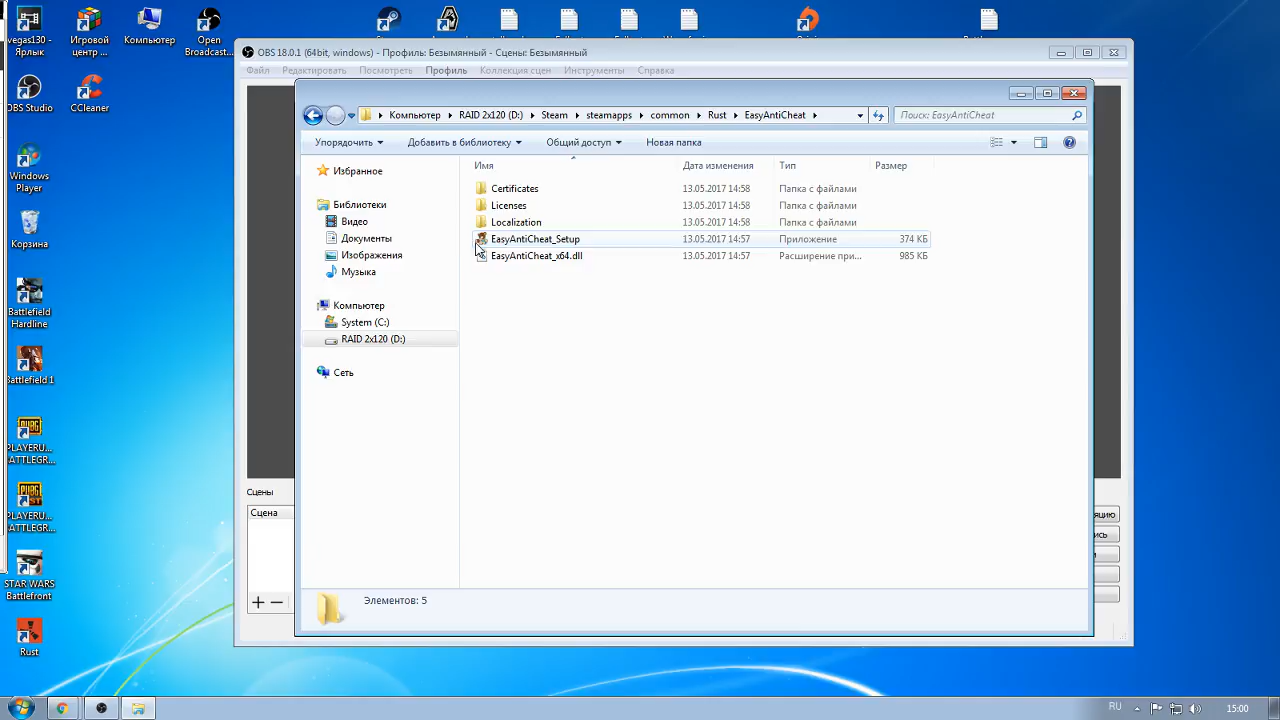 vegas130 -
Ярлык
Игровой
центр ...
Компьютер
Open
Broadcast...
OBS Studio
CCleaner
Windows
Player
Корзина
Battlefield
Hardline
Battlefield 1
PLAYERU...
BATTLEGR...
PLAYERU...
BATTLEGR...
STAR WARS
Battlefront
Rust
OBS 18.0.1 (64bit, windows) - Профиль: Безымянный - Сцены: Безымянный
Файл Редактировать Посмотреть Профиль Коллекция сцен Инструменты Справка
Компьютер RAID 2x120 (D:) Steam steamapps common Rust EasyAntiCheat
Поиск: EasyAntiCheat
Упорядочить Добавить в библиотеку Общий доступ Новая папка
Избранное
Библиотеки
Видео
Документы
Изображения
Музыка
Компьютер
System (C:)
RAID 2x120 (D:)
Сеть
Имя Дата изменения Тип Размер
Certificates 13.05.2017 14:58 Папка с файлами
Licenses 13.05.2017 14:58 Папка с файлами
Localization 13.05.2017 14:58 Папка с файлами
EasyAntiCheat_Setup 13.05.2017 14:57 Приложение 374 КБ
EasyAntiCheat_x64.dll 13.05.2017 14:57 Расширение при... 985 КБ
Элементов: 5
Сцены
Сцена
RU
15:00